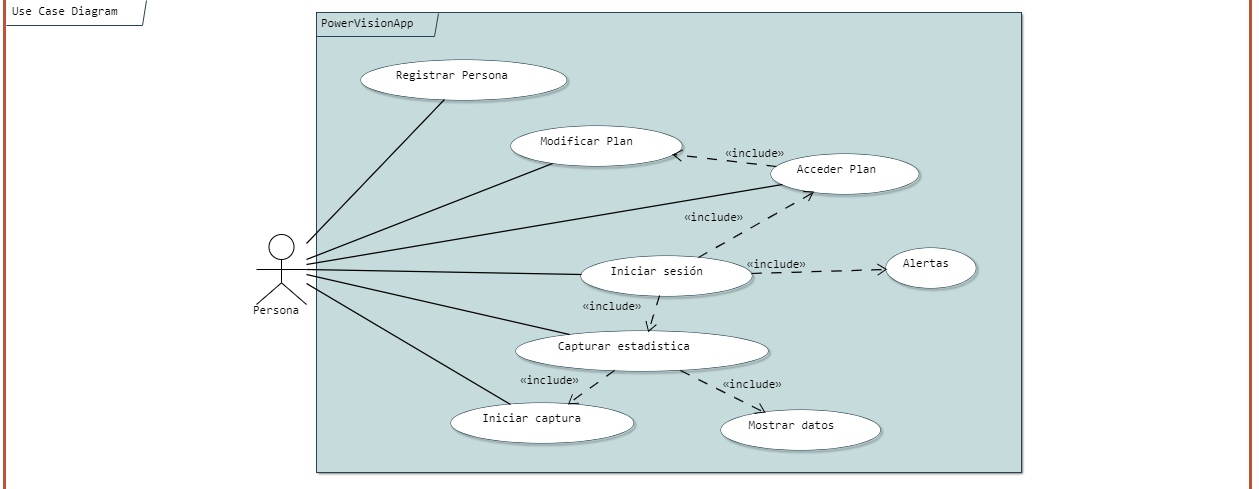 Use Case Diagram
PowerVisionApp
Registrar Persona
Modificar Plan
«include»
Acceder Plan
«include»
Iniciar sesión
«include»
Alertas
«include»
Persona
Capturar estadistica
«include»
«include»
Iniciar captura
Mostrar datos